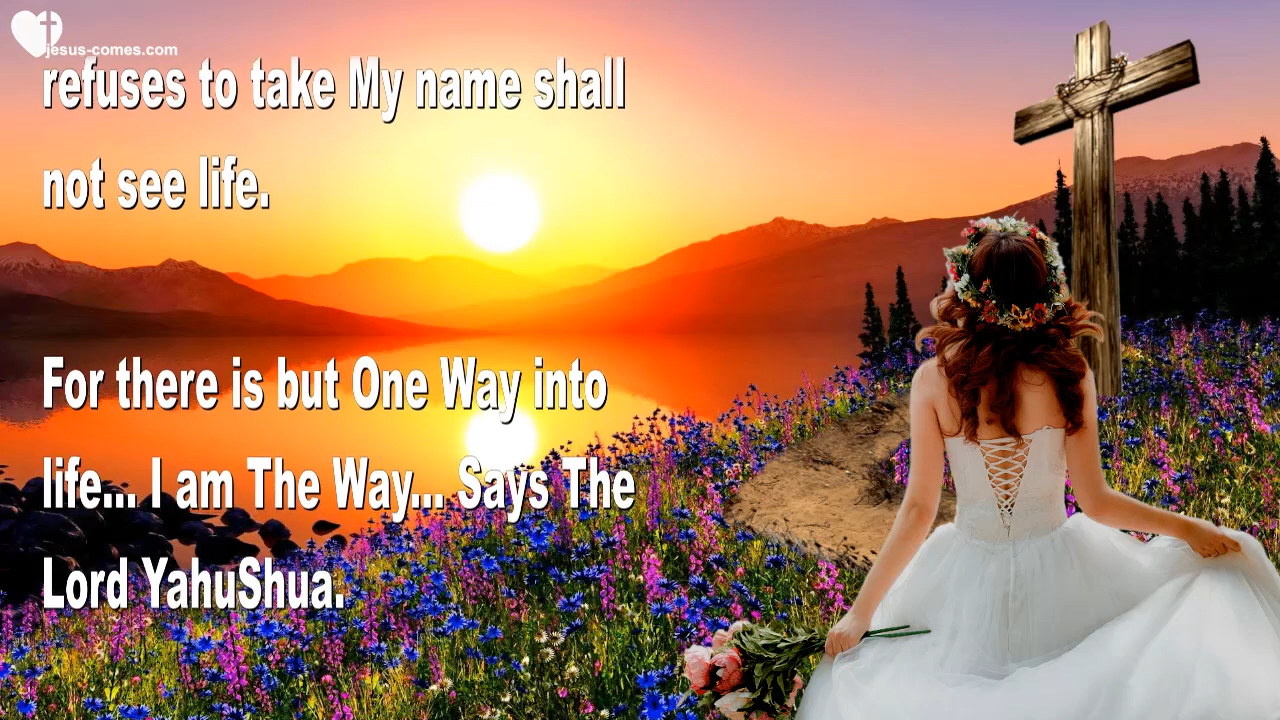 jesus-comes.com
refuses to take My name shall
not see life.
For there is but One Way into
life... I am The Way... Says The
Lord YahuShua.